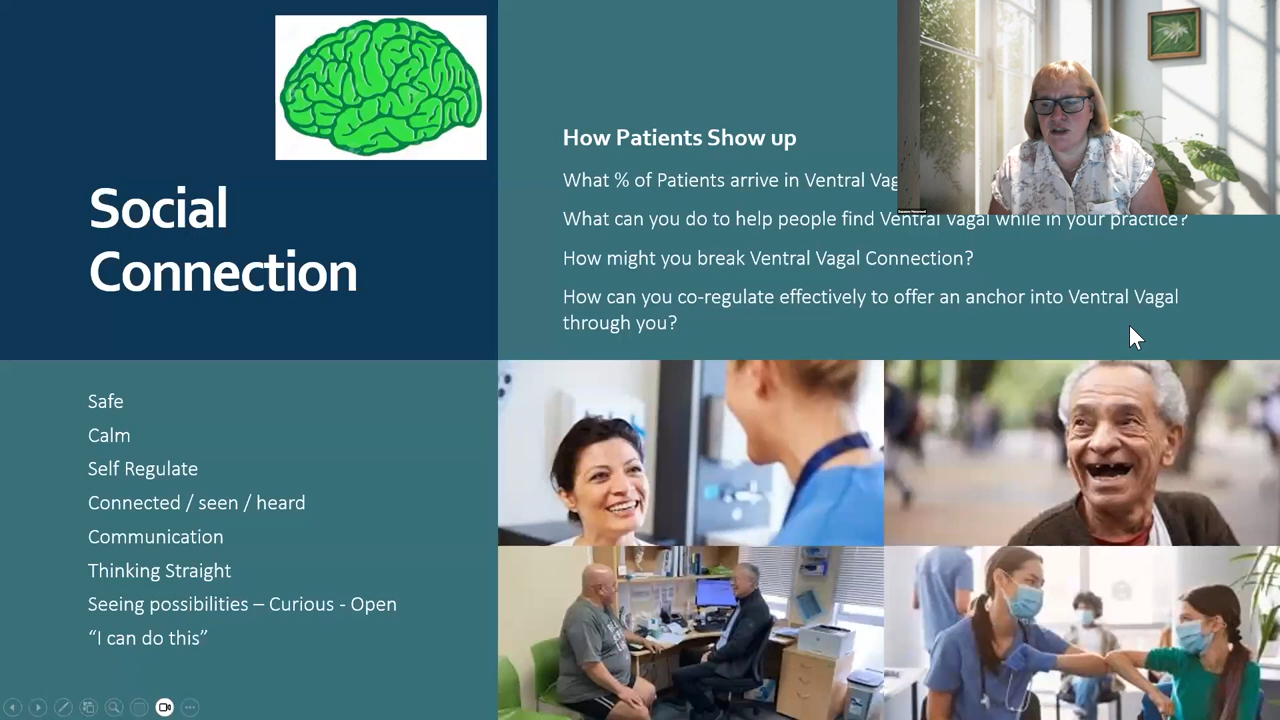 Social
Connection
How Patients Show up
What % of Patients arrive in Ventral Vag
What can you do to help people find Ventral Vagal while in your practice?
How might you break Ventral Vagal Connection?
How can you co-regulate effectively to offer an anchor into Ventral Vagal
through you?
Safe
Calm
Self Regulate
Connected / seen / heard
Communication
Thinking Straight
Seeing possibilities – Curious - Open
“I can do this”